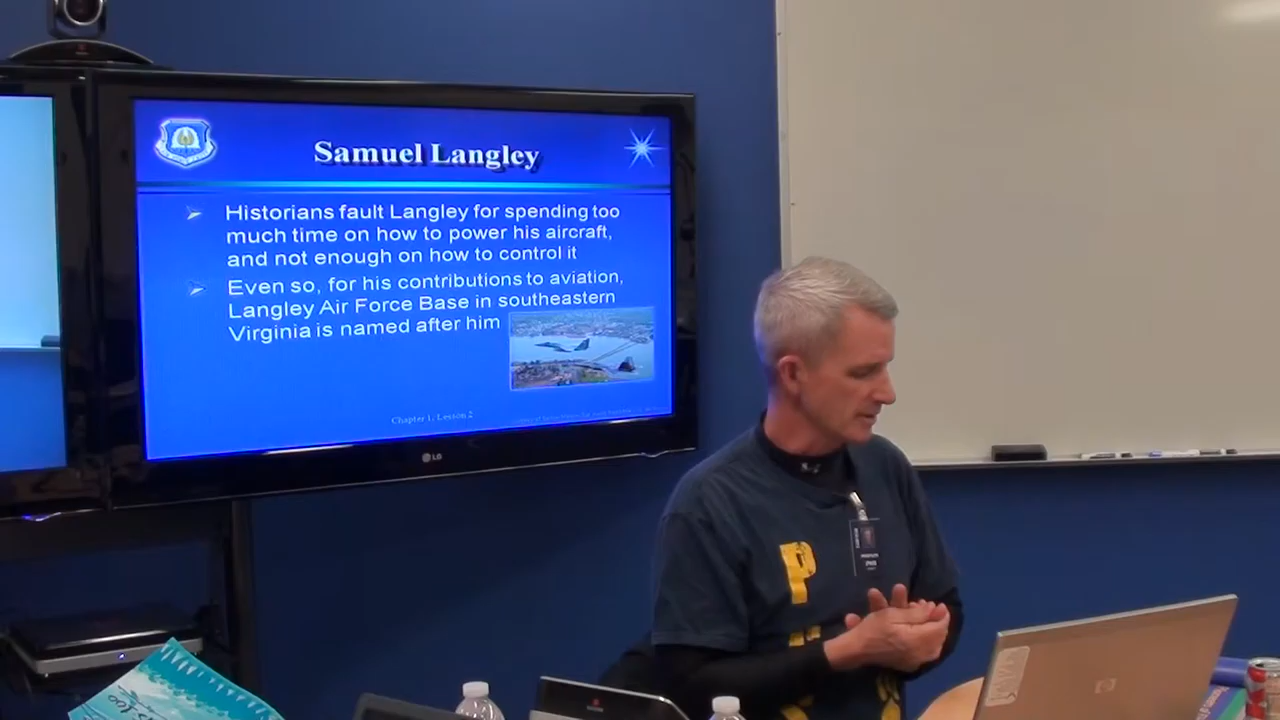 Samuel Langley
Historians fault Langley for spending too
much time on how to power his aircraft,
and not enough on how to control it
Even so, for his contributions to aviation,
Langley Air Force Base in southeastern
Virginia is named after him
Chapter 1, Lesson 2
LG
P
hp